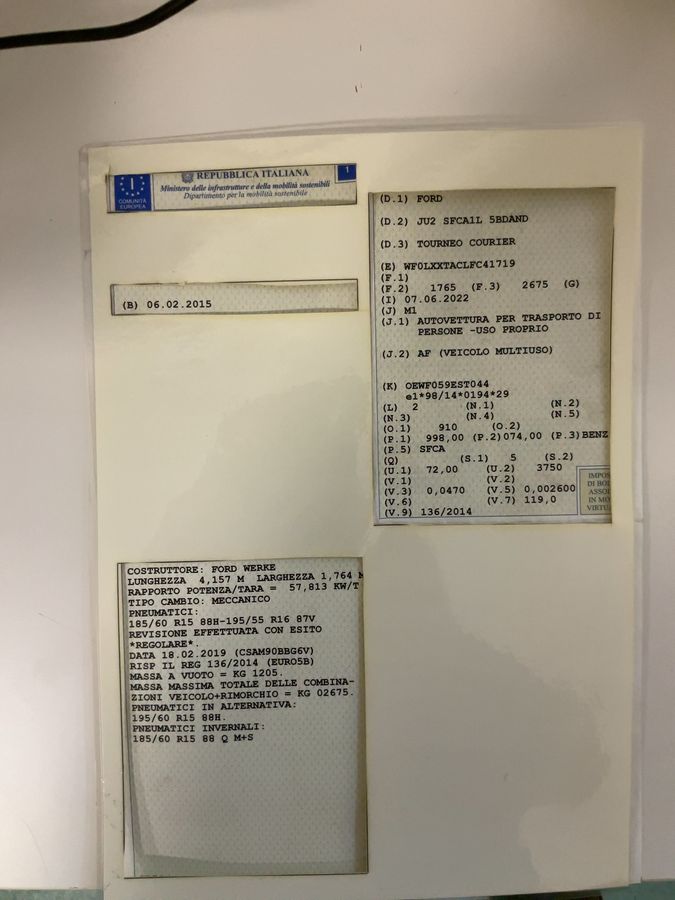 REPUBBLICA ITALIANA
1
Ministero delle infrastrutture e della mobilità sostenibili
Dipartimento per la mobilità sostenibile
I
COMUNITÀ
EUROPEA
(B) 06.02.2015
(D.1) FORD
(D.2) JU2 SFCA1L 5BDAND
(D.3) TOURNEO COURIER
(E) WF0LXXTACLFC41719
(F.1)
(F.2) 1765 (F.3) 2675 (G)
(I) 07.06.2022
(J) M1
(J.1) AUTOVETTURA PER TRASPORTO DI
PERSONE -USO PROPRIO
(J.2) AF (VEICOLO MULTIUSO)
(K) OEWF059EST044
e1*98/14*0194*29
(L) 2 (N.1) (N.2)
(N.3) (N.4) (N.5)
(O.1) 910 (O.2)
(P.1) 998,00 (P.2)074,00 (P.3)BENZ
(P.5) SFCA
(Q) (S.1) 5 (S.2)
(U.1) 72,00 (U.2) 3750
(V.1) (V.2)
(V.3) 0,0470 (V.5) 0,002600
(V.6) (V.7) 119,0
(V.9) 136/2014
IMPOS
DI BO
ASSO
IN MO
VIRTU
COSTRUTTORE: FORD WERKE
LUNGHEZZA 4,157 M LARGHEZZA 1,764 M
RAPPORTO POTENZA/TARA = 57,813 KW/T
TIPO CAMBIO: MECCANICO
PNEUMATICI:
185/60 R15 88H-195/55 R16 87V
REVISIONE EFFETTUATA CON ESITO
*REGOLARE*.
DATA 18.02.2019 (CSAM90BBG6V)
RISP IL REG 136/2014 (EURO5B)
MASSA A VUOTO = KG 1205.
MASSA MASSIMA TOTALE DELLE COMBINA-
ZIONI VEICOLO+RIMORCHIO = KG 02675.
PNEUMATICI IN ALTERNATIVA:
195/60 R15 88H.
PNEUMATICI INVERNALI:
185/60 R15 88 Q M+S